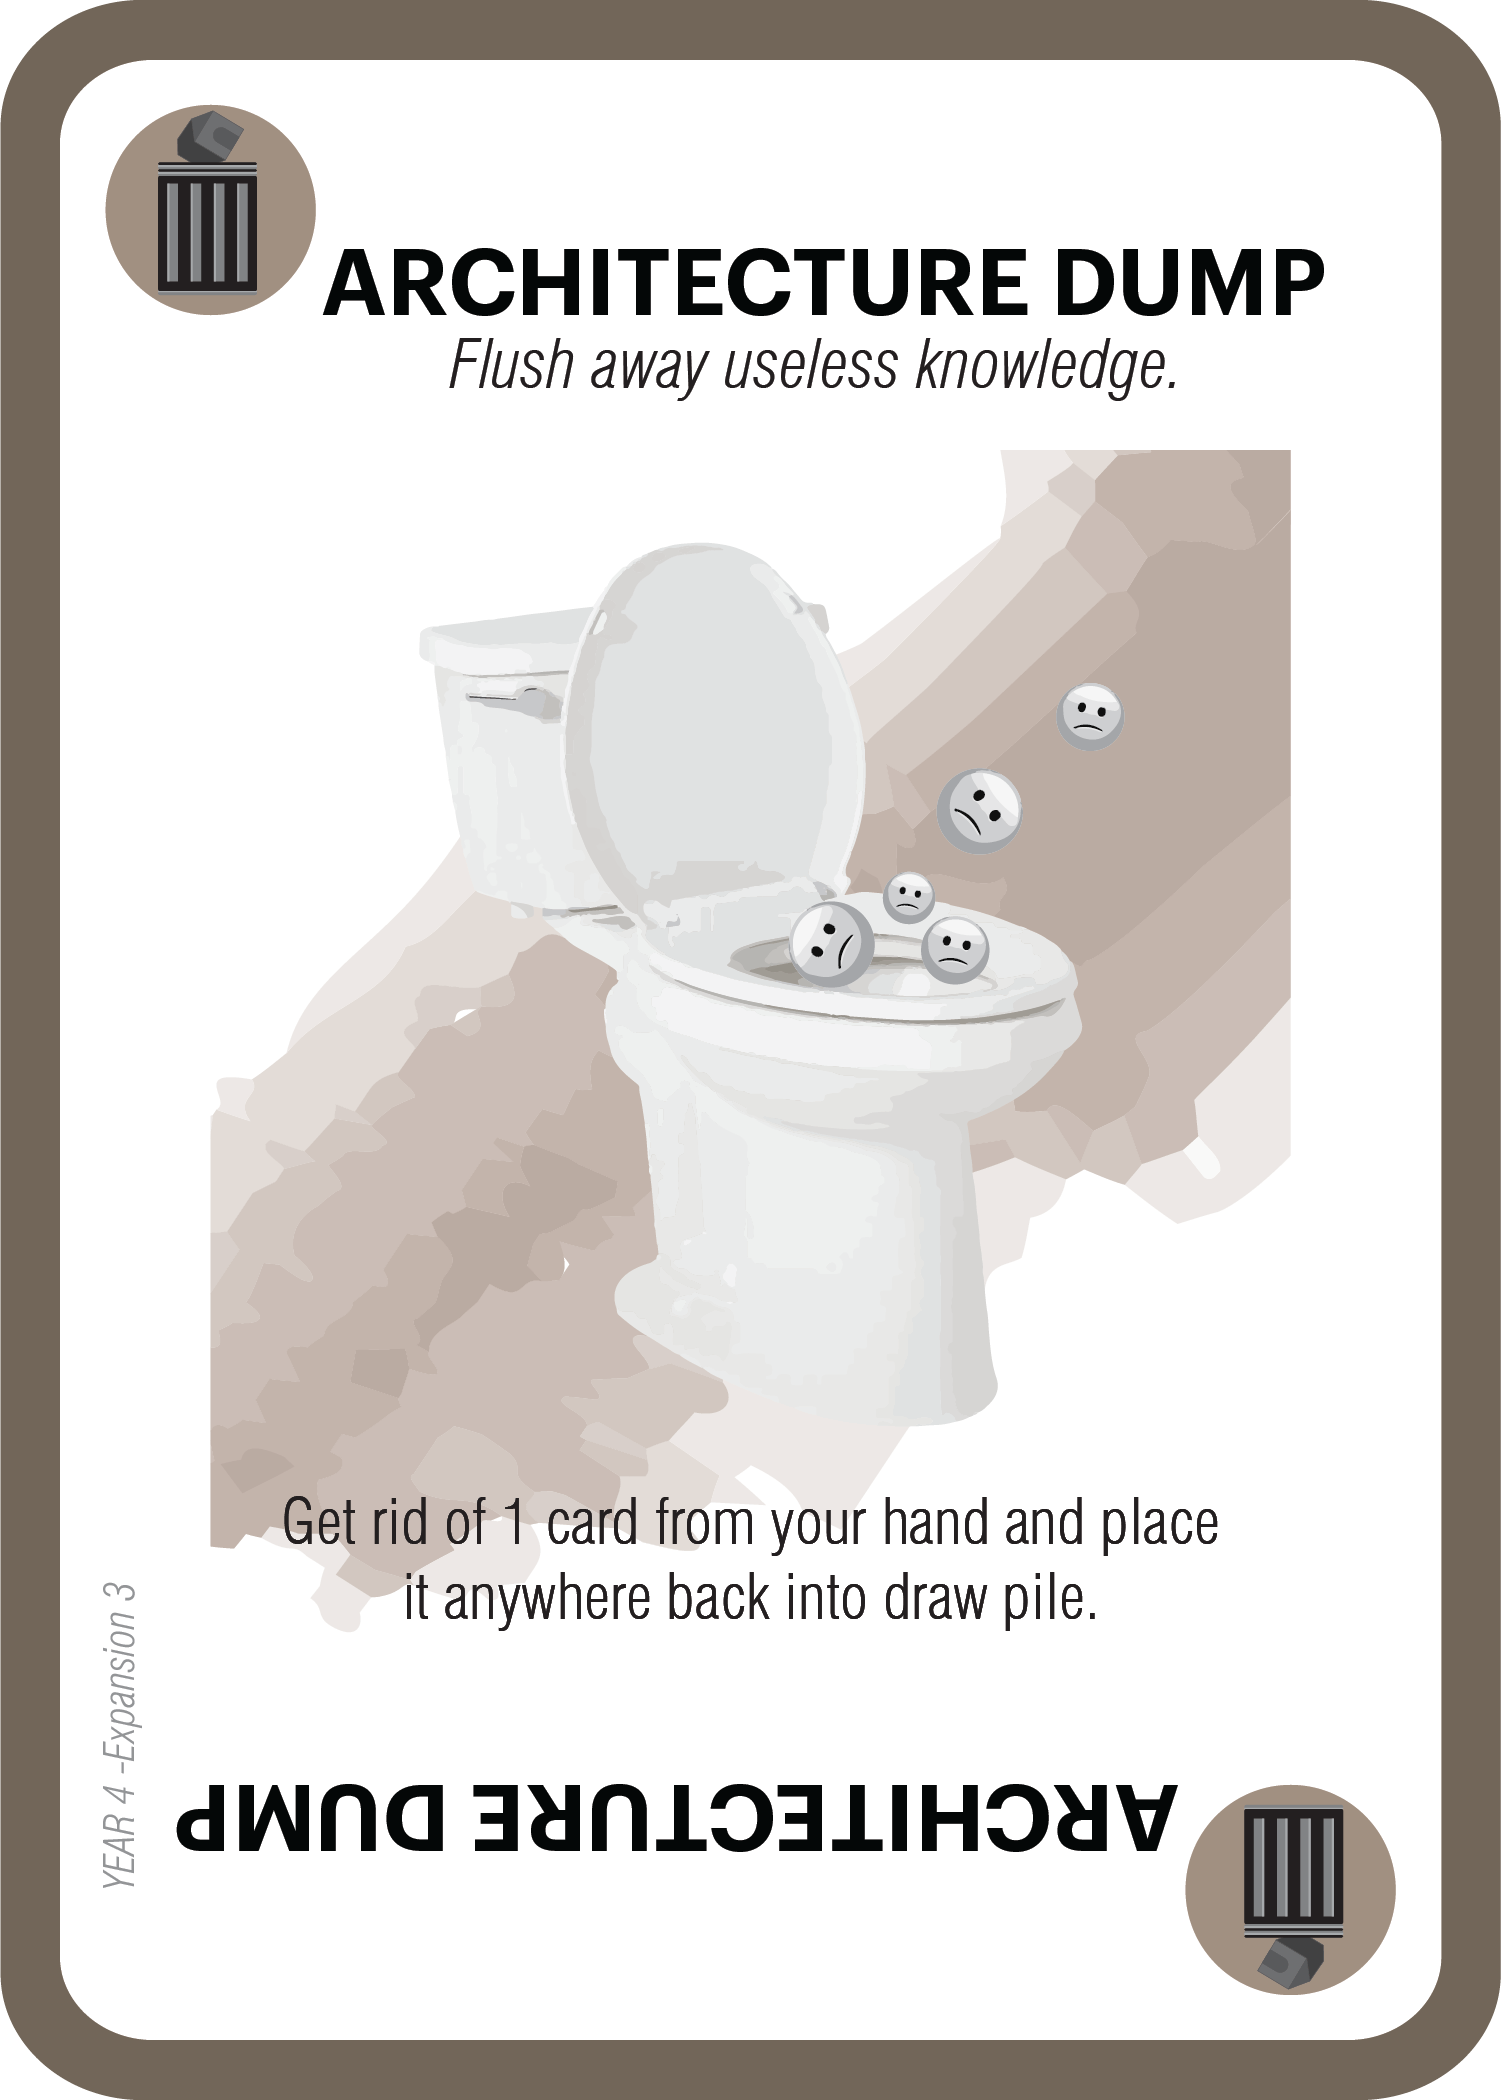 ARCHITECTURE DUMP
Flush away useless knowledge.
Get rid of 1 card from your hand and place
it anywhere back into draw pile.
YEAR 4 -Expansion 3
ARCHITECTURE DUMP